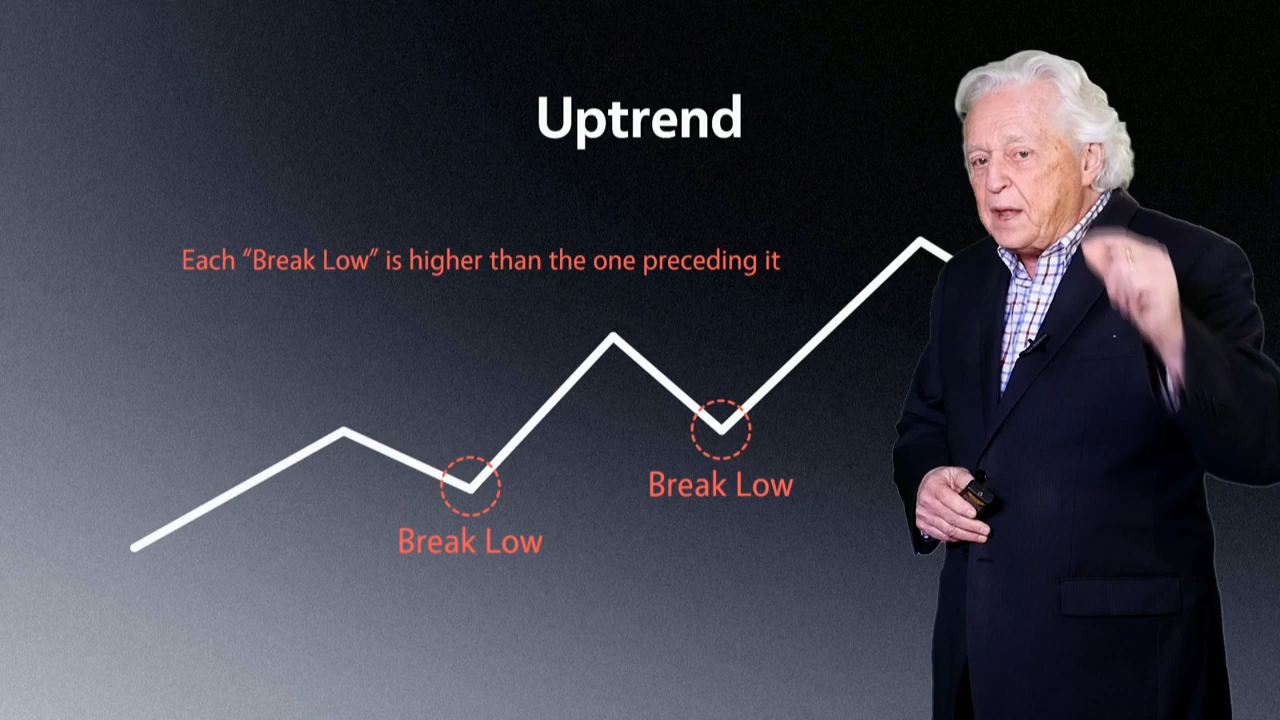 Uptrend
Each “Break Low” is higher than the one preceding it
Break Low
Break Low